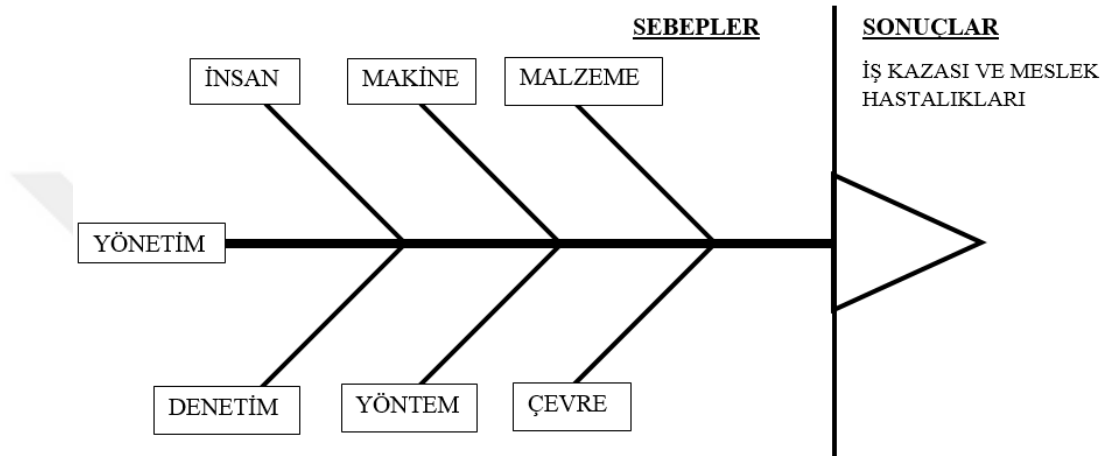 SEBEPLER
SONUÇLAR
İŞ KAZASI VE MESLEK
HASTALIKLARI
İNSAN
MAKİNE
MALZEME
YÖNETİM
DENETİM
YÖNTEM
ÇEVRE